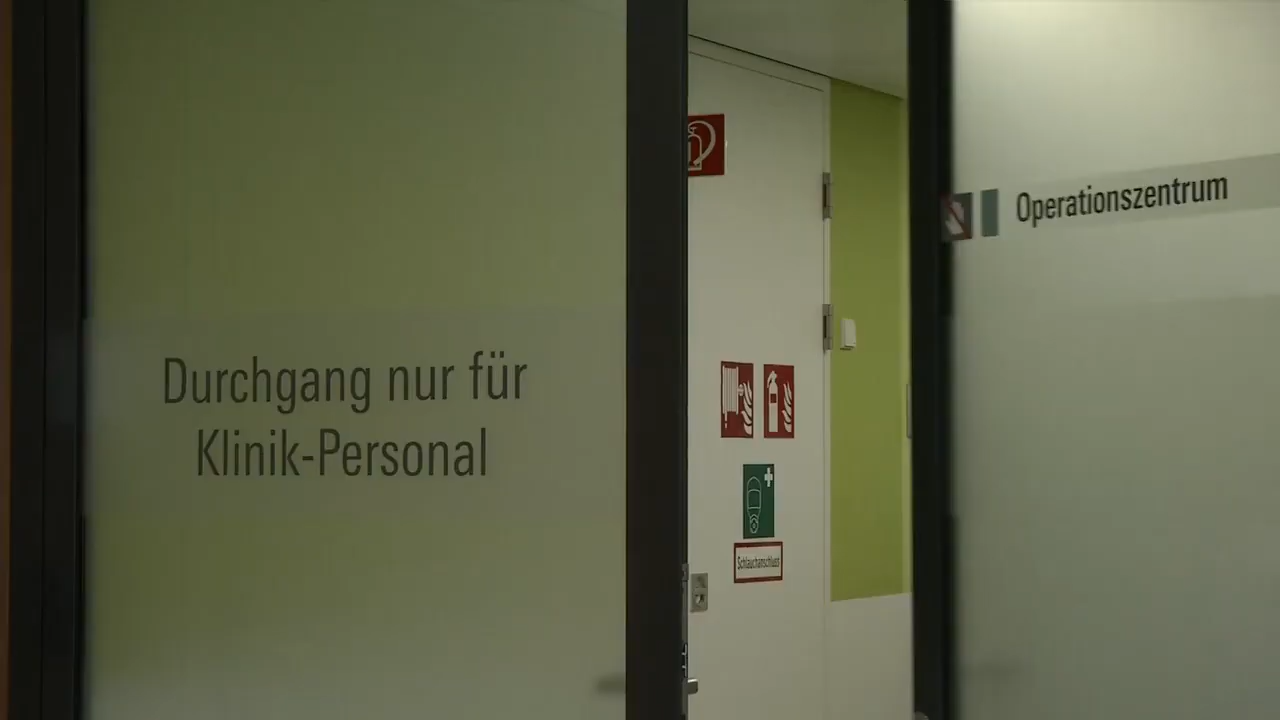 Durchgang nur für
Klinik-Personal
Schlauchanschluss
Operationszentrum